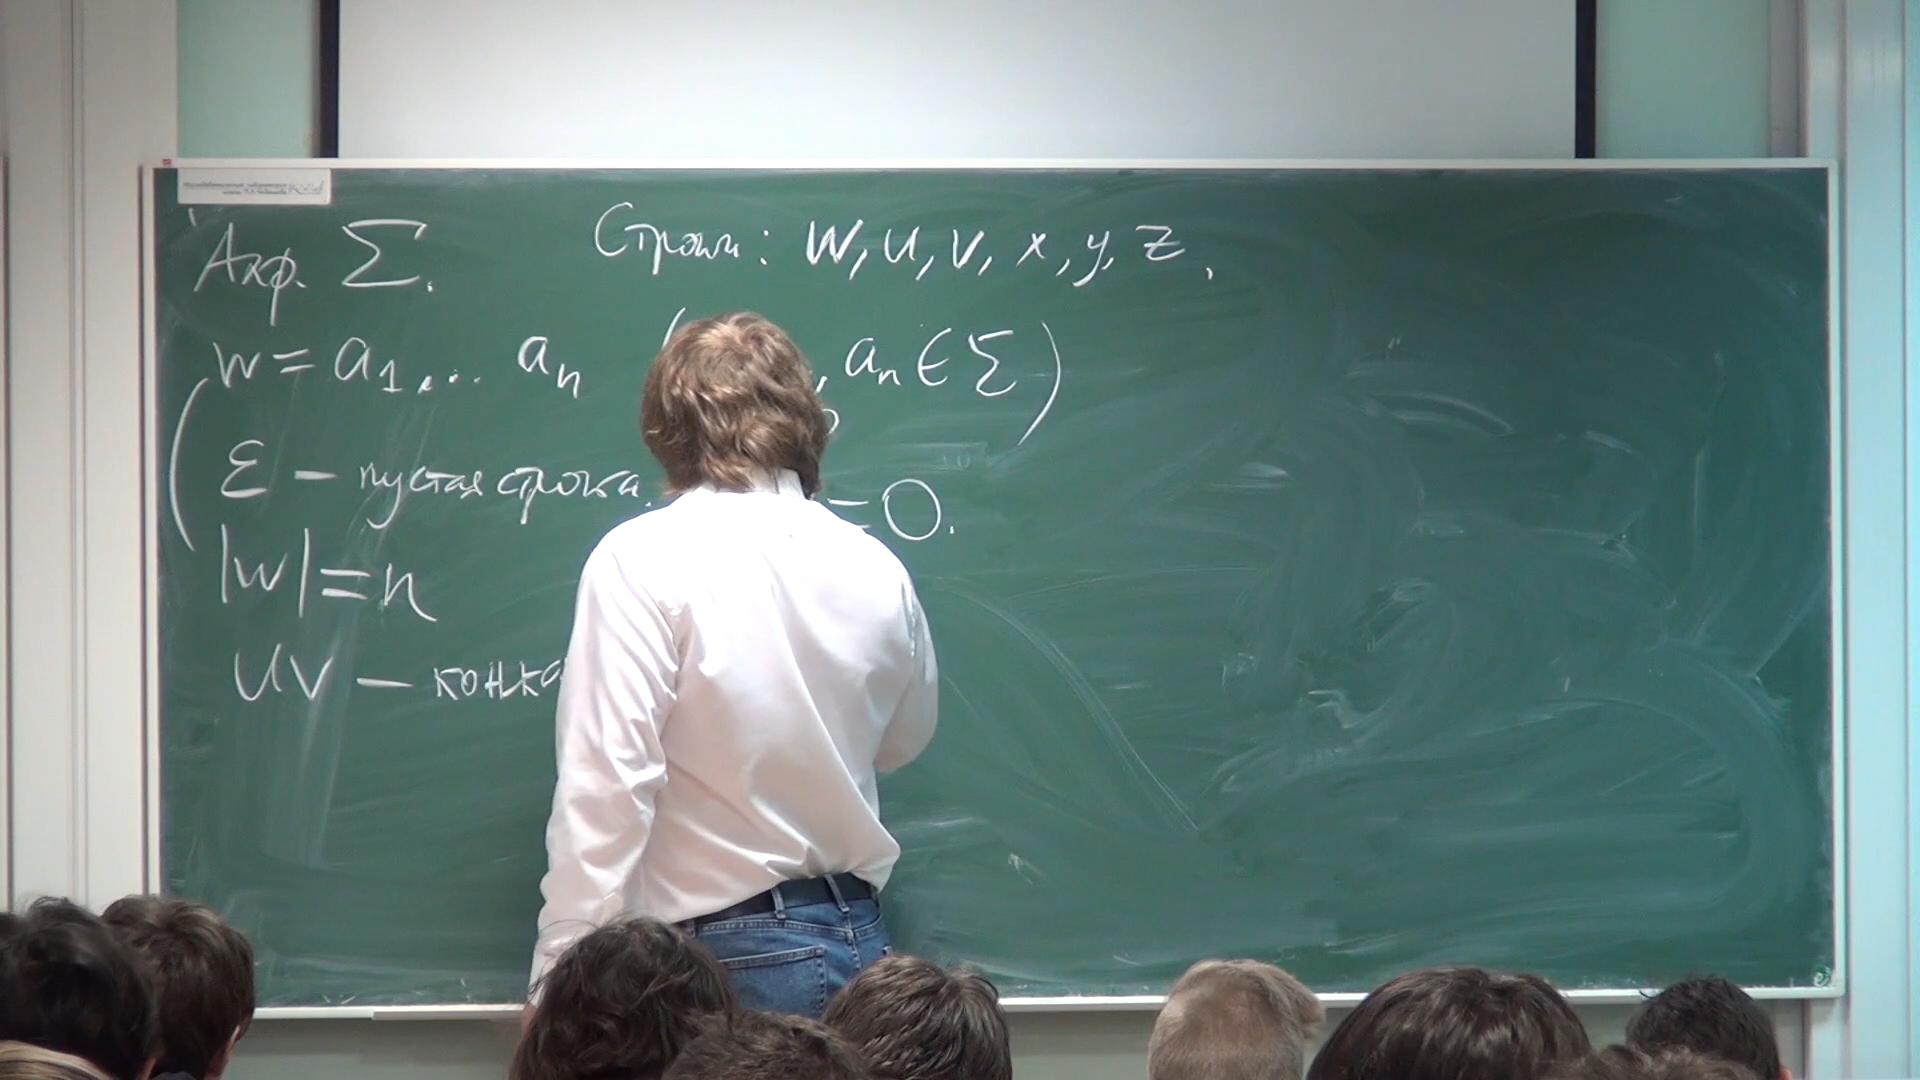 Алф. Σ.
Строки: w, u, v, x, y, z,
w = a₁, ... aₙ ( , aₙ ∈ Σ)
(ε – пустая строка. = 0.
|w| = n
uv – конка